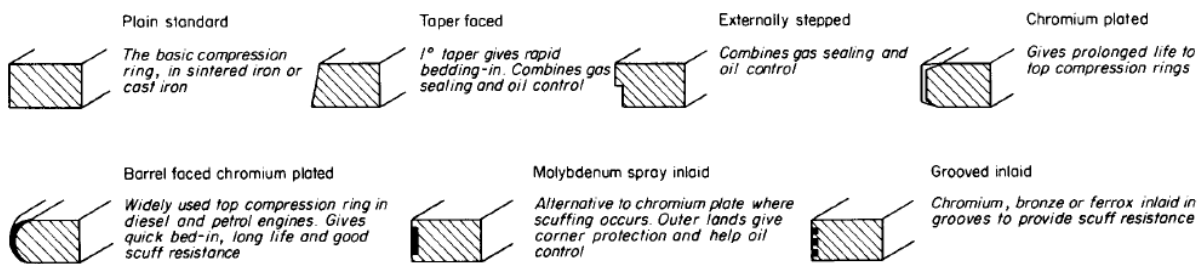 Plain standard
The basic compression
ring, in sintered iron or
cast iron
Taper faced
1° taper gives rapid
bedding-in. Combines gas
sealing and oil control
Externally stepped
Combines gas sealing and
oil control
Chromium plated
Gives prolonged life to
top compression rings
Barrel faced chromium plated
Widely used top compression ring in
diesel and petrol engines. Gives
quick bed-in, long life and good
scuff resistance
Molybdenum spray inlaid
Alternative to chromium plate where
scuffing occurs. Outer lands give
corner protection and help oil
control
Grooved inlaid
Chromium, bronze or ferrox inlaid in
grooves to provide scuff resistance